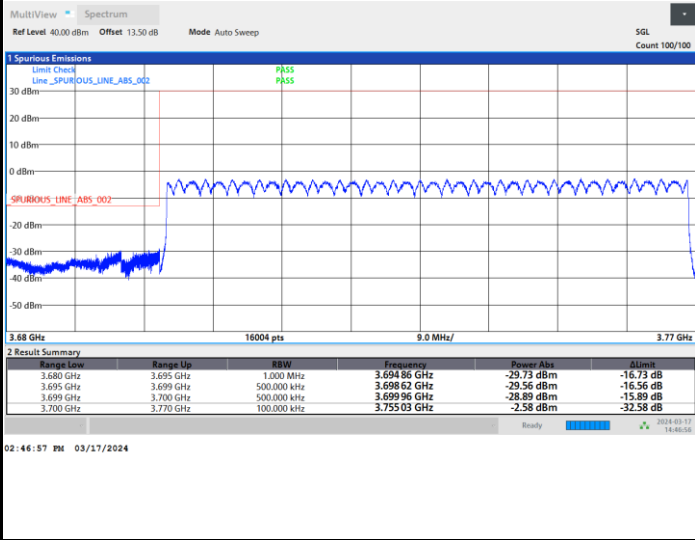 MultiView Spectrum
Ref Level 40.00 dBm Offset 13.50 dB Mode Auto Sweep SGL
Count 100/100
1 Spurious Emissions
Limit Check PASS
Line _SPURIOUS_LINE_ABS_002 PASS
30 dBm
20 dBm
10 dBm
0 dBm
_SPURIOUS_LINE_ABS_002
-20 dBm
-30 dBm
-40 dBm
-50 dBm
3.68 GHz 16004 pts 9.0 MHz/ 3.77 GHz
2 Result Summary
Range Low Range Up RBW Frequency Power Abs ΔLimit
3.680 GHz 3.695 GHz 1.000 MHz 3.694 86 GHz -29.73 dBm -16.73 dB
3.695 GHz 3.699 GHz 500.000 kHz 3.698 62 GHz -29.56 dBm -16.56 dB
3.699 GHz 3.700 GHz 500.000 kHz 3.699 96 GHz -28.89 dBm -15.89 dB
3.700 GHz 3.770 GHz 100.000 kHz 3.755 03 GHz -2.58 dBm -32.58 dB
Ready 2024-03-17
14:46:56
02:46:57 PM 03/17/2024